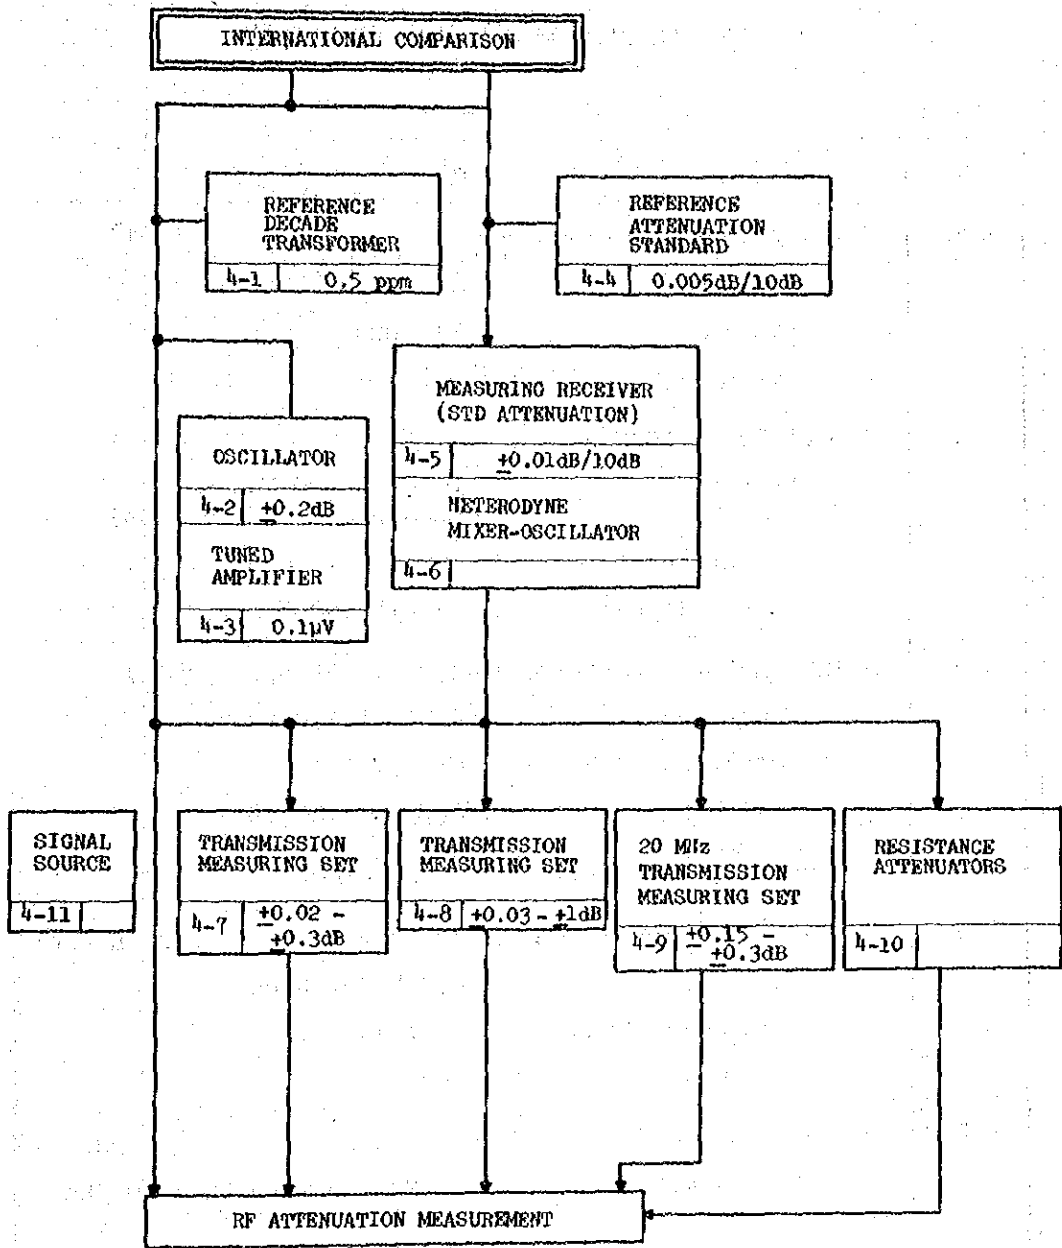 INTERNATIONAL COMPARISON
REFERENCE
DECADE
TRANSFORMER
4-1 0.5 ppm
REFERENCE
ATTENUATION
STANDARD
4-4 0.005dB/10dB
OSCILLATOR
4-2 ±0.2dB
TUNED
AMPLIFIER
4-3 0.1µV
MEASURING RECEIVER
(STD ATTENUATION)
4-5 ±0.01dB/10dB
HETERODYNE
MIXER-OSCILLATOR
4-6
SIGNAL
SOURCE
4-11
TRANSMISSION
MEASURING SET
4-7 ±0.02 -
±0.3dB
TRANSMISSION
MEASURING SET
4-8 ±0.03 - ±1dB
20 MHz
TRANSMISSION
MEASURING SET
4-9 ±0.15 -
±0.3dB
RESISTANCE
ATTENUATORS
4-10
RF ATTENUATION MEASUREMENT